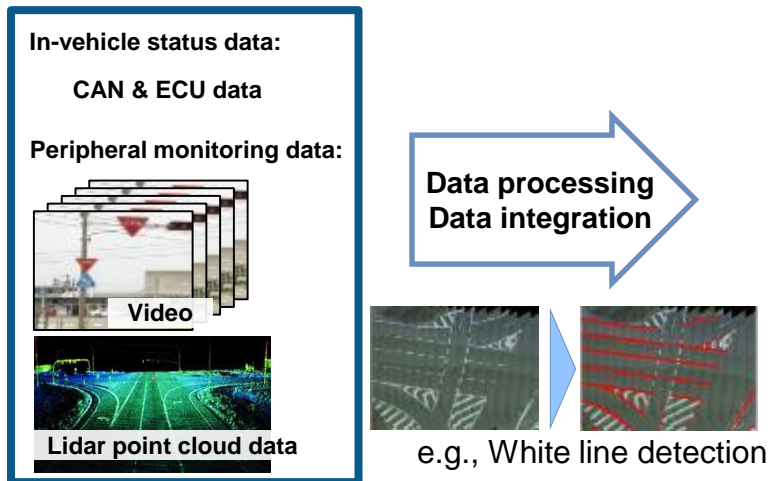 In-vehicle status data:
CAN & ECU data
Peripheral monitoring data:
Video
Lidar point cloud data
Data processing
Data integration
e.g., White line detection